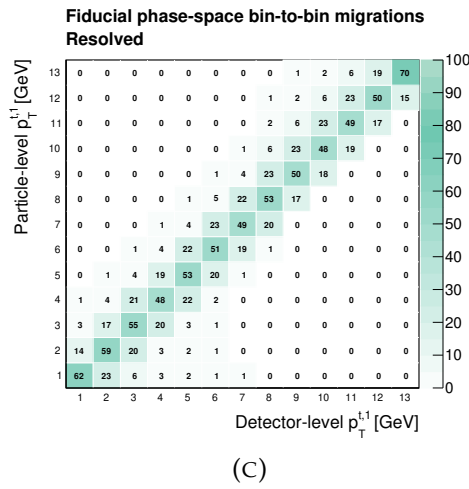 Fiducial phase-space bin-to-bin migrations
Resolved
Particle-level p_T^{t,1} [GeV]
13 0 0 0 0 0 0 0 0 1 2 6 19 70
12 0 0 0 0 0 0 0 1 2 6 23 50 15
11 0 0 0 0 0 0 0 2 6 23 49 17 0
10 0 0 0 0 0 0 1 6 23 48 19 0 0
9 0 0 0 0 0 1 4 23 50 18 0 0 0
8 0 0 0 0 1 5 22 53 17 0 0 0 0
7 0 0 0 1 4 23 49 20 0 0 0 0 0
6 0 0 1 4 22 51 19 1 0 0 0 0 0
5 0 1 4 19 53 20 1 0 0 0 0 0 0
4 1 4 21 48 22 2 0 0 0 0 0 0 0
3 3 17 55 20 3 1 0 0 0 0 0 0 0
2 14 59 20 3 2 1 0 0 0 0 0 0 0
1 62 23 6 3 2 1 1 0 0 0 0 0 0
1 2 3 4 5 6 7 8 9 10 11 12 13
Detector-level p_T^{t,1} [GeV]
100
90
80
70
60
50
40
30
20
10
0
(C)